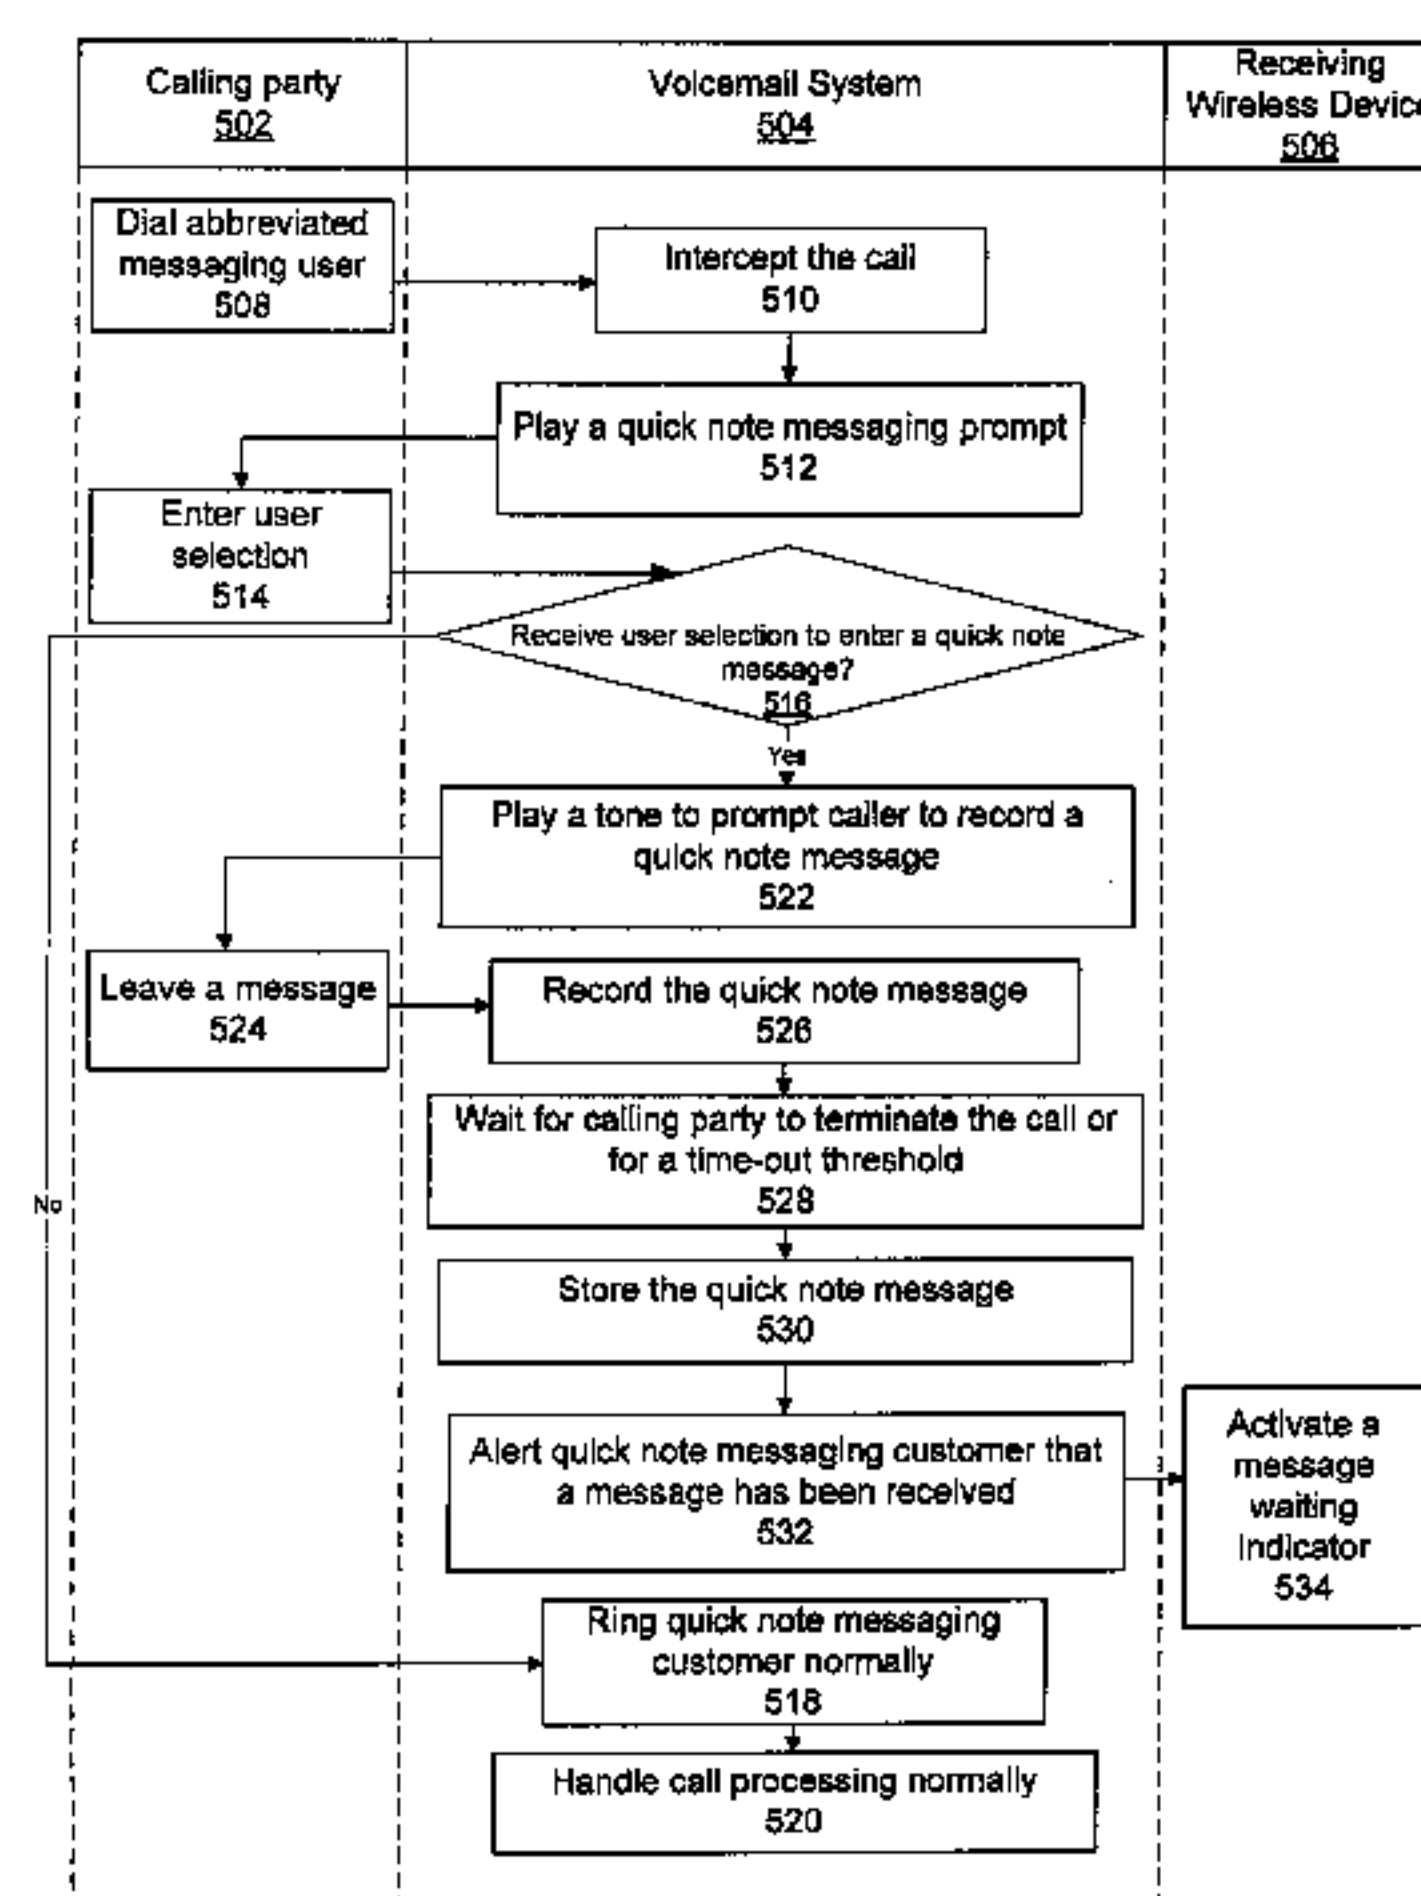 Calling party
502
Voicemail System
504
Receiving
Wireless Device
506
Dial abbreviated
messaging user
508
Intercept the call
510
Play a quick note messaging prompt
512
Enter user
selection
514
Receive user selection to enter a quick note
message?
516
Yes
Play a tone to prompt caller to record a
quick note message
522
Leave a message
524
Record the quick note message
526
Wait for calling party to terminate the call or
for a time-out threshold
528
No
Store the quick note message
530
Alert quick note messaging customer that
a message has been received
532
Activate a
message
waiting
indicator
534
Ring quick note messaging
customer normally
518
Handle call processing normally
520